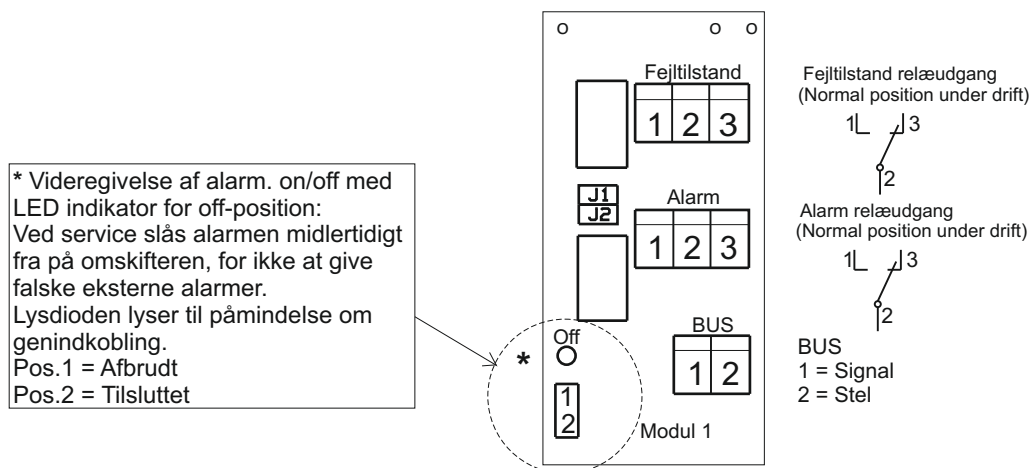 * Videregivelse af alarm. on/off med
LED indikator for off-position:
Ved service slås alarmen midlertidigt
fra på omskifteren, for ikke at give
falske eksterne alarmer.
Lysdioden lyser til påmindelse om
genindkobling.
Pos.1 = Afbrudt
Pos.2 = Tilsluttet
Fejltilstand
1 2 3
J1
J2
Alarm
1 2 3
BUS
1 2
Off
*
1
2
Modul 1
Fejltilstand relæudgang
(Normal position under drift)
1 3
2
Alarm relæudgang
(Normal position under drift)
1 3
2
BUS
1 = Signal
2 = Stel